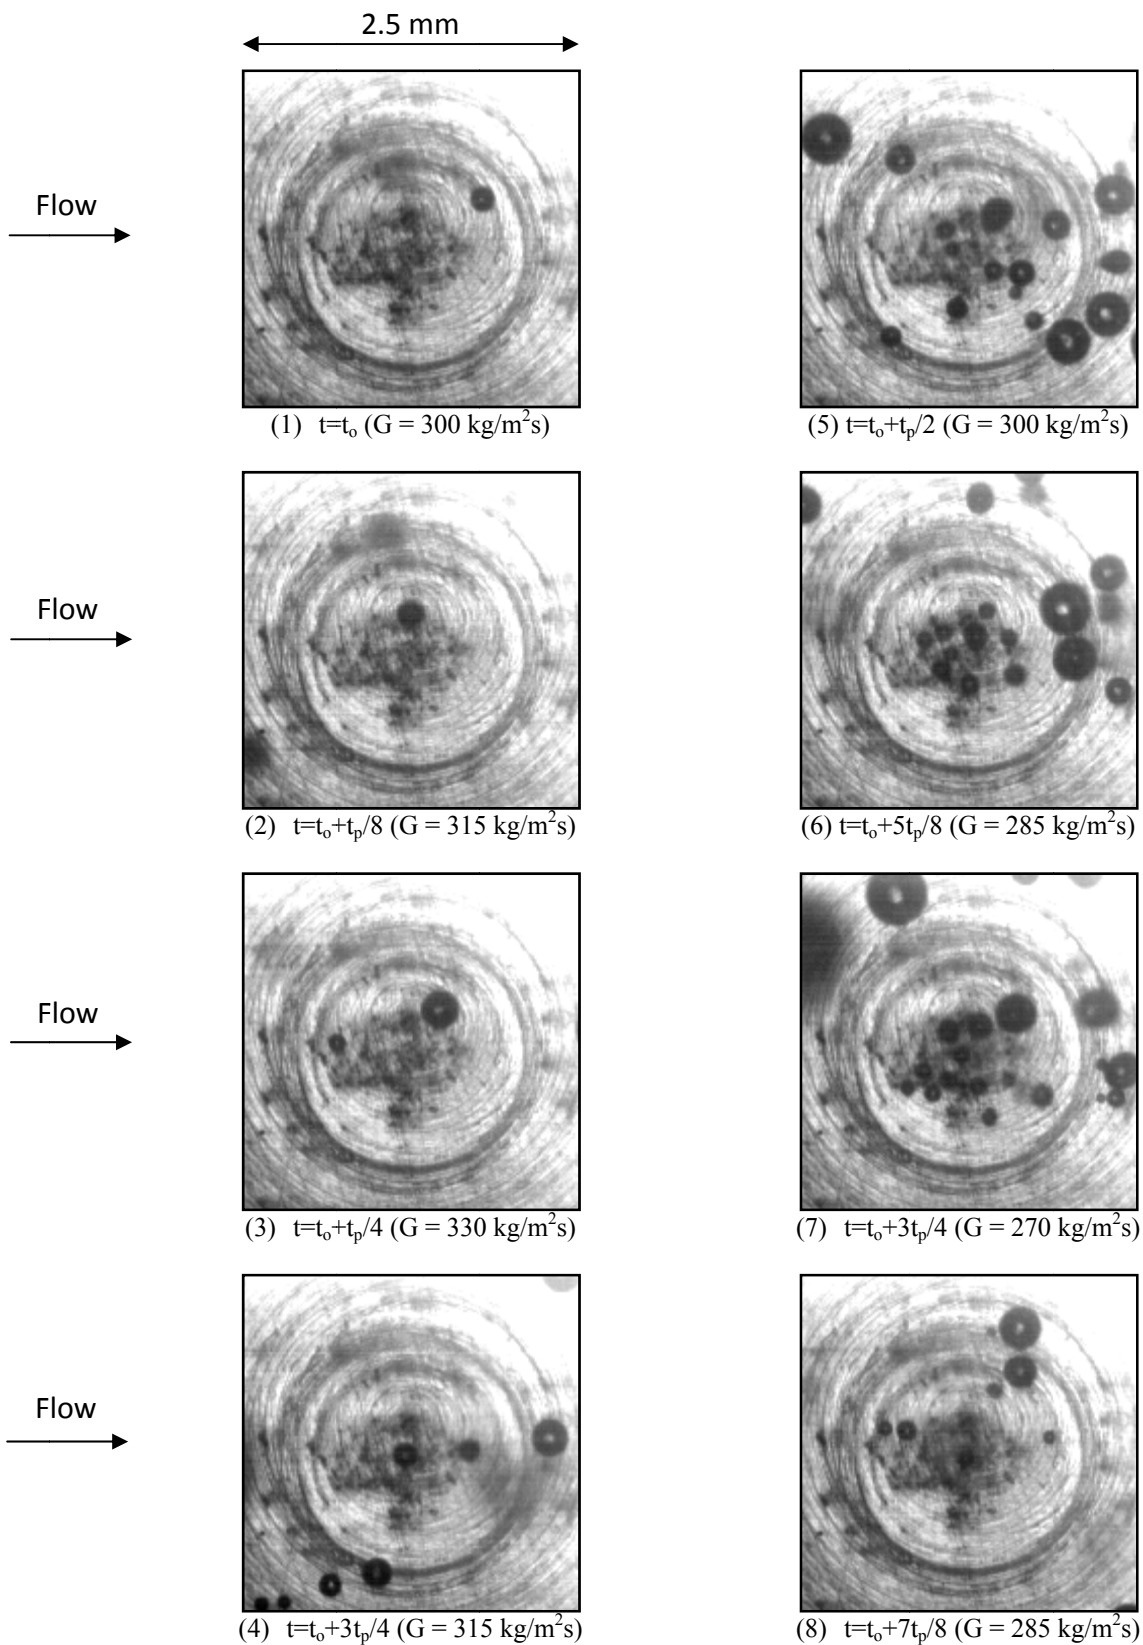 2.5 mm
Flow
(1) t=tₒ (G = 300 kg/m²s)
(5) t=tₒ+tₚ/2 (G = 300 kg/m²s)
Flow
(2) t=tₒ+tₚ/8 (G = 315 kg/m²s)
(6) t=tₒ+5tₚ/8 (G = 285 kg/m²s)
Flow
(3) t=tₒ+tₚ/4 (G = 330 kg/m²s)
(7) t=tₒ+3tₚ/4 (G = 270 kg/m²s)
Flow
(4) t=tₒ+3tₚ/4 (G = 315 kg/m²s)
(8) t=tₒ+7tₚ/8 (G = 285 kg/m²s)